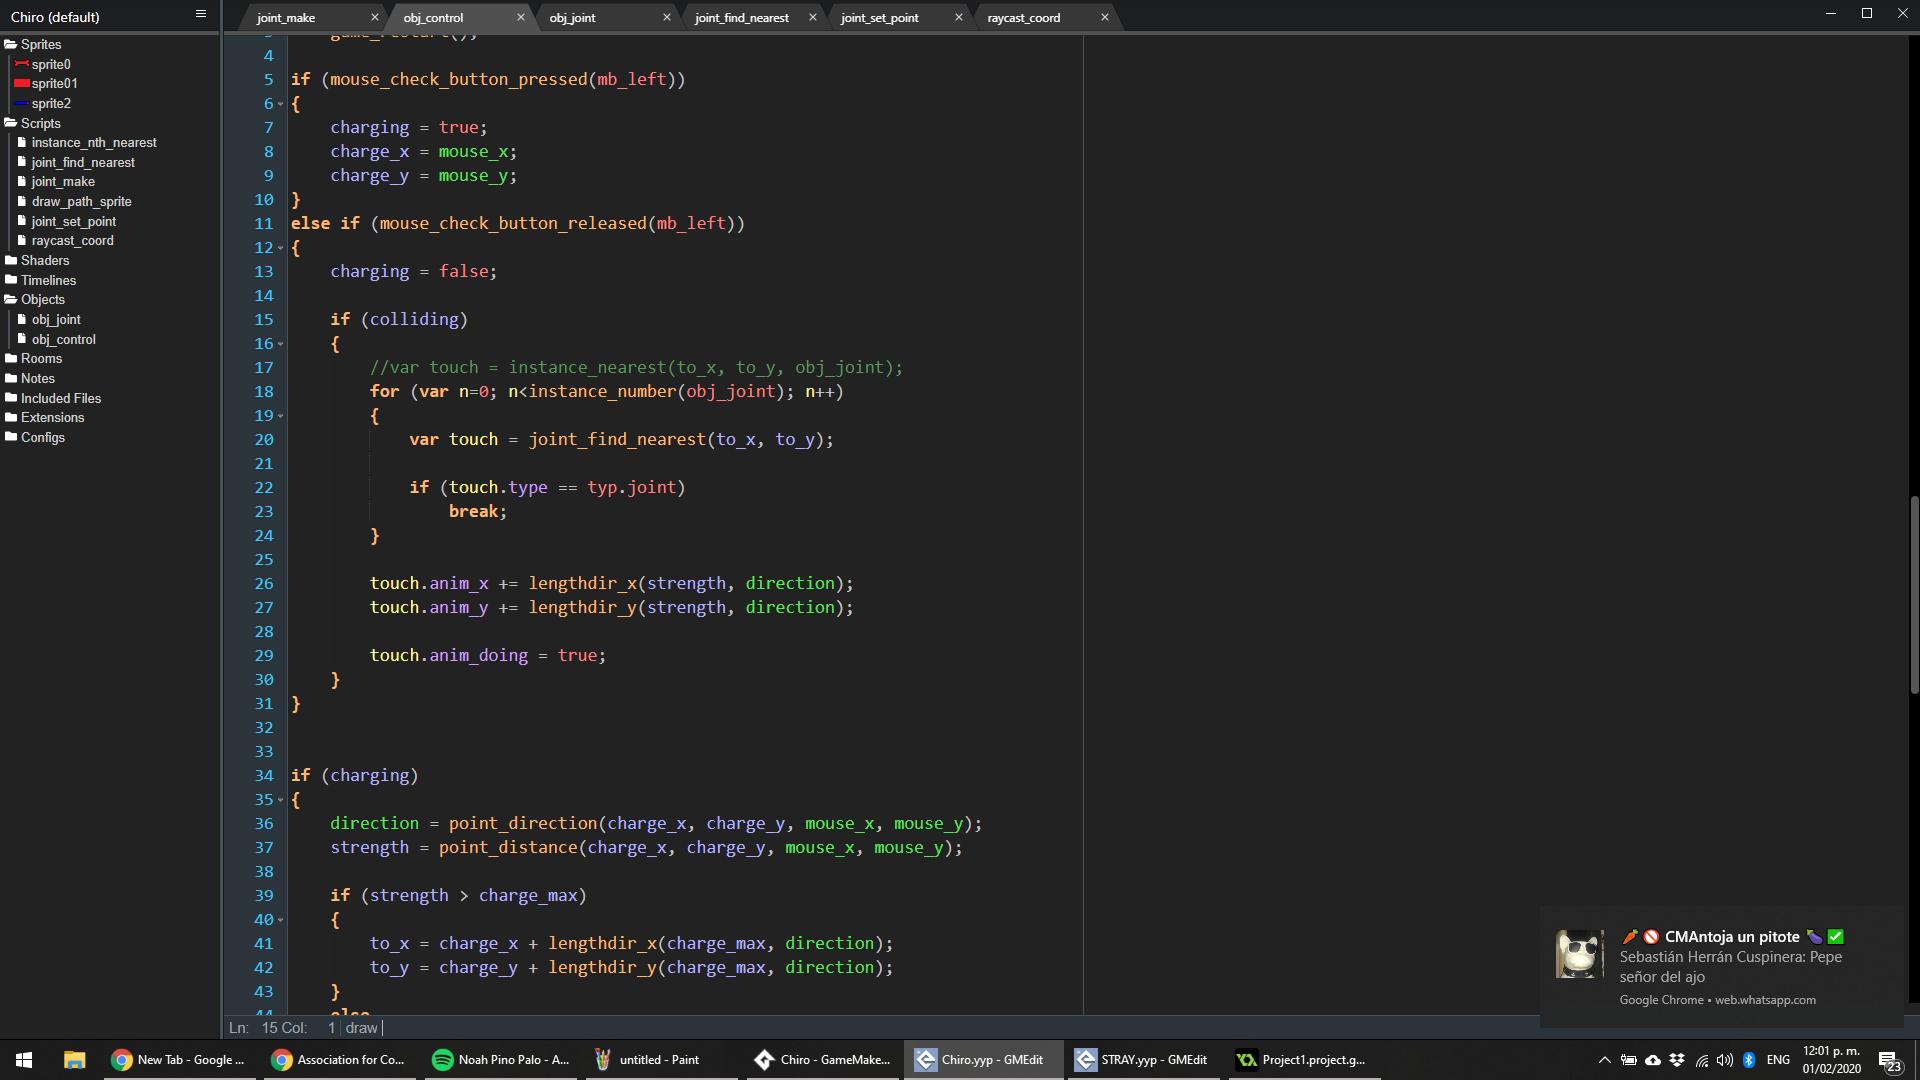 Chiro (default)
joint_make
obj_control
obj_joint
joint_find_nearest
joint_set_point
raycast_coord
Sprites
sprite0
sprite01
sprite2
Scripts
instance_nth_nearest
joint_find_nearest
joint_make
draw_path_sprite
joint_set_point
raycast_coord
Shaders
Timelines
Objects
obj_joint
obj_control
Rooms
Notes
Included Files
Extensions
Configs
3 game_restart();
4
5 if (mouse_check_button_pressed(mb_left))
6 {
7 charging = true;
8 charge_x = mouse_x;
9 charge_y = mouse_y;
10 }
11 else if (mouse_check_button_released(mb_left))
12 {
13 charging = false;
14
15 if (colliding)
16 {
17 //var touch = instance_nearest(to_x, to_y, obj_joint);
18 for (var n=0; n<instance_number(obj_joint); n++)
19 {
20 var touch = joint_find_nearest(to_x, to_y);
21
22 if (touch.type == typ.joint)
23 break;
24 }
25
26 touch.anim_x += lengthdir_x(strength, direction);
27 touch.anim_y += lengthdir_y(strength, direction);
28
29 touch.anim_doing = true;
30 }
31 }
32
33
34 if (charging)
35 {
36 direction = point_direction(charge_x, charge_y, mouse_x, mouse_y);
37 strength = point_distance(charge_x, charge_y, mouse_x, mouse_y);
38
39 if (strength > charge_max)
40 {
41 to_x = charge_x + lengthdir_x(charge_max, direction);
42 to_y = charge_y + lengthdir_y(charge_max, direction);
43 }
44 else
Ln: 15 Col: 1 draw
🥕🚫 CMAntoja un pitote 🍆✅
Sebastián Herrán Cuspinera: Pepe
señor del ajo
Google Chrome • web.whatsapp.com
New Tab - Google ...
Association for Co...
Noah Pino Palo - A...
untitled - Paint
Chiro - GameMake...
Chiro.yyp - GMEdit
STRAY.yyp - GMEdit
Project1.project.g...
ENG
12:01 p. m.
01/02/2020
23